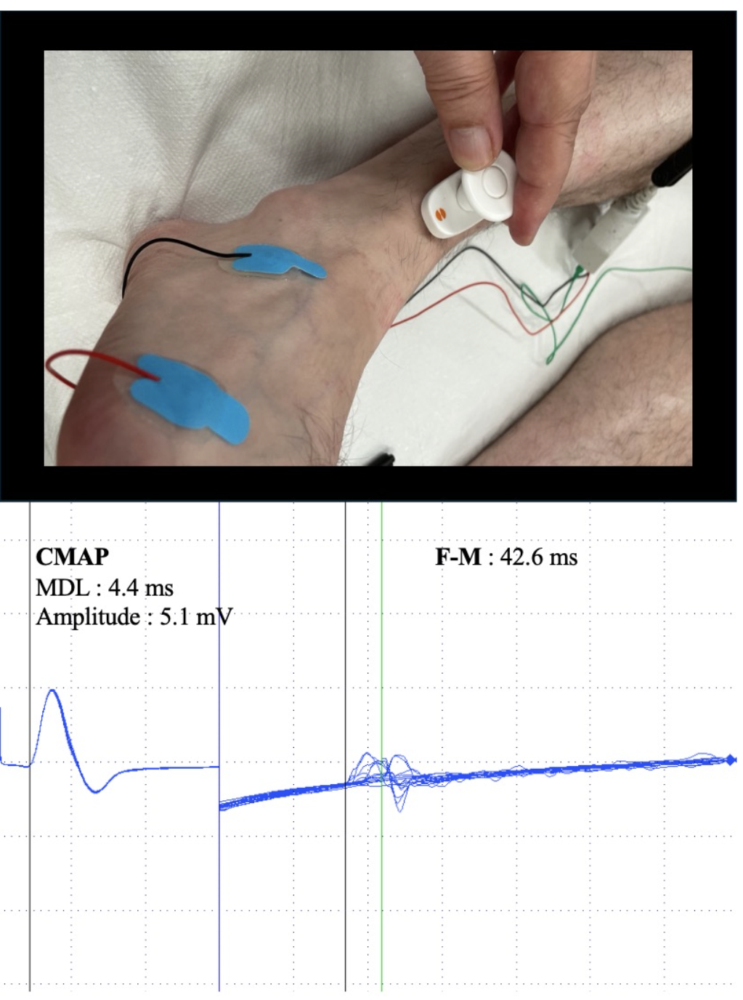 CMAP
MDL : 4.4 ms
Amplitude : 5.1 mV
F-M : 42.6 ms